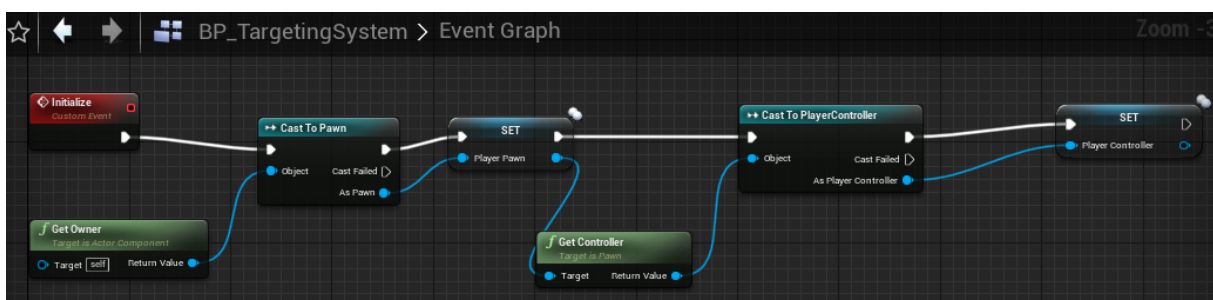 BP_TargetingSystem > Event Graph
Zoom -3
Initialize
Custom Event
Cast To Pawn
Object
Cast Failed
As Pawn
SET
Player Pawn
Cast To PlayerController
Object
Cast Failed
As Player Controller
SET
Player Controller
f Get Owner
Target is Actor Component
Target self Return Value
f Get Controller
Target is Pawn
Target Return Value